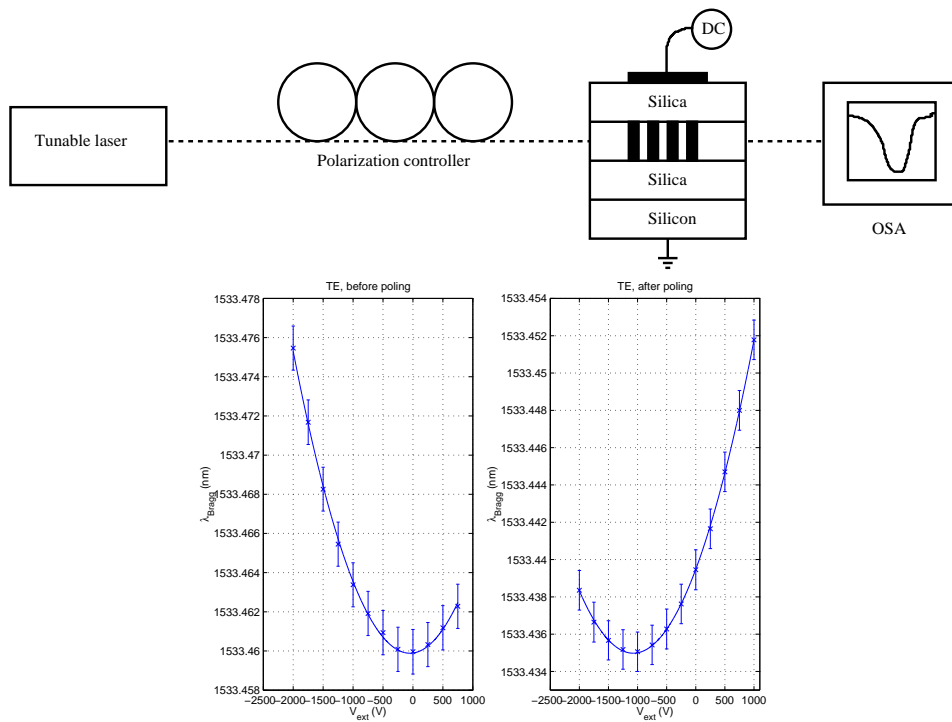 DC
Silica
Tunable laser
Polarization controller
Silica
Silicon
OSA
TE, before poling
1533.478
1533.476
1533.474
1533.472
1533.47
1533.468
1533.466
1533.464
1533.462
1533.46
1533.458
λBragg (nm)
−2500 −2000 −1500 −1000 −500 0 500 1000
Vext (V)
TE, after poling
1533.454
1533.452
1533.45
1533.448
1533.446
1533.444
1533.442
1533.44
1533.438
1533.436
1533.434
λBragg (nm)
−2500 −2000 −1500 −1000 −500 0 500 1000
Vext (V)